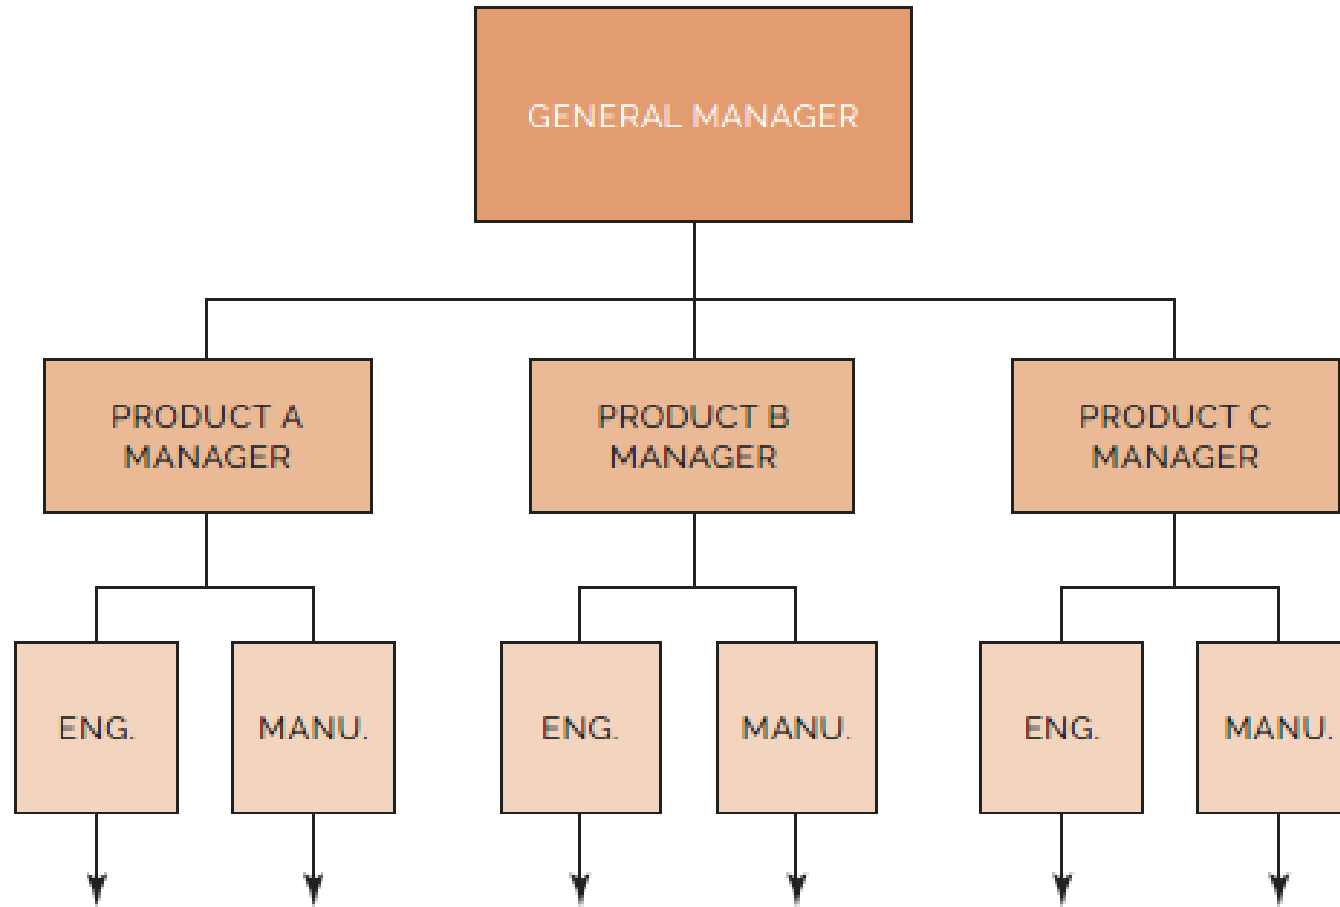 GENERAL MANAGER
PRODUCT A
MANAGER
PRODUCT B
MANAGER
PRODUCT C
MANAGER
ENG.
MANU.
ENG.
MANU.
ENG.
MANU.